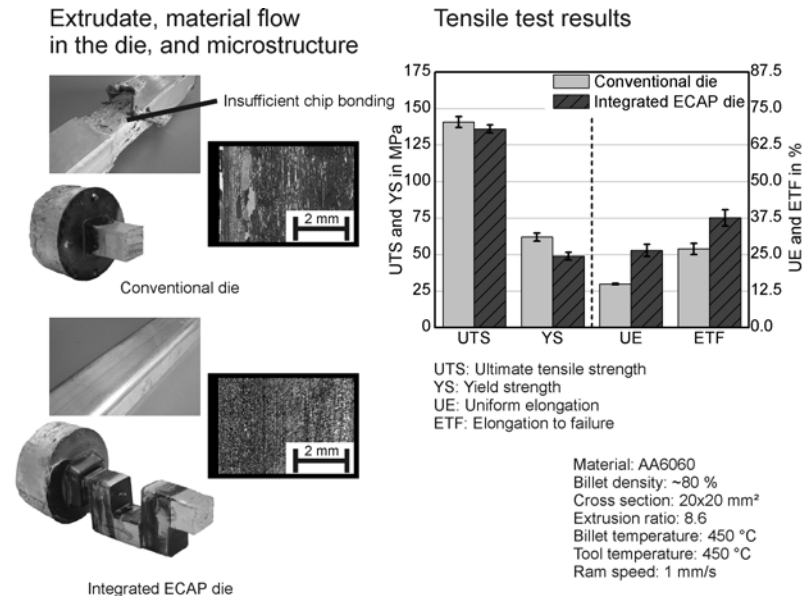 Extrudate, material flow
in the die, and microstructure
Insufficient chip bonding
2 mm
Conventional die
2 mm
Integrated ECAP die
Tensile test results
Conventional die
Integrated ECAP die
UTS and YS in MPa
175
150
125
100
75
50
25
0
87.5
75.0
62.5
50.0
37.5
25.0
12.5
0.0
UE and ETF in %
UTS YS UE ETF
UTS: Ultimate tensile strength
YS: Yield strength
UE: Uniform elongation
ETF: Elongation to failure
Material: AA6060
Billet density: ~80 %
Cross section: 20x20 mm²
Extrusion ratio: 8.6
Billet temperature: 450 °C
Tool temperature: 450 °C
Ram speed: 1 mm/s